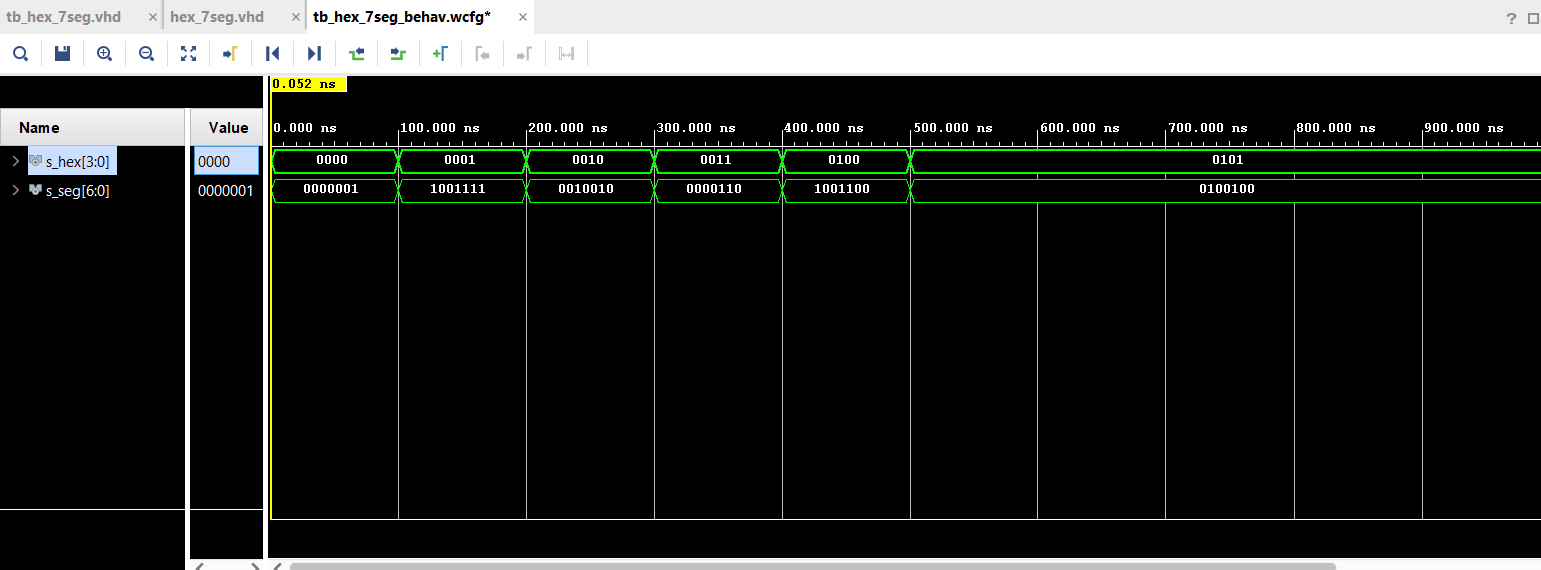 tb_hex_7seg.vhd × hex_7seg.vhd × tb_hex_7seg_behav.wcfg* ×
?
0.052 ns
Name Value
0.000 ns 100.000 ns 200.000 ns 300.000 ns 400.000 ns 500.000 ns 600.000 ns 700.000 ns 800.000 ns 900.000 ns
s_hex[3:0] 0000 0000 0001 0010 0011 0100 0101
s_seg[6:0] 0000001 0000001 1001111 0010010 0000110 1001100 0100100